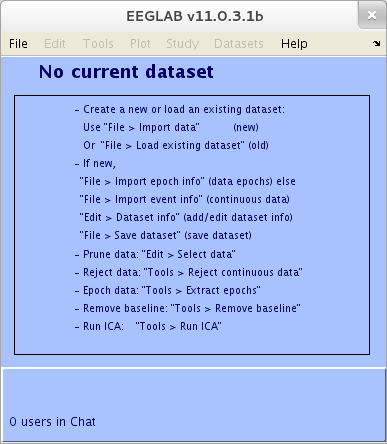 EEGLAB v11.0.3.1b
File Edit Tools Plot Study Datasets Help
No current dataset
- Create a new or load an existing dataset:
Use "File > Import data" (new)
Or "File > Load existing dataset" (old)
- If new,
"File > Import epoch info" (data epochs) else
"File > Import event info" (continuous data)
"Edit > Dataset info" (add/edit dataset info)
"File > Save dataset" (save dataset)
- Prune data: "Edit > Select data"
- Reject data: "Tools > Reject continuous data"
- Epoch data: "Tools > Extract epochs"
- Remove baseline: "Tools > Remove baseline"
- Run ICA: "Tools > Run ICA"
0 users in Chat